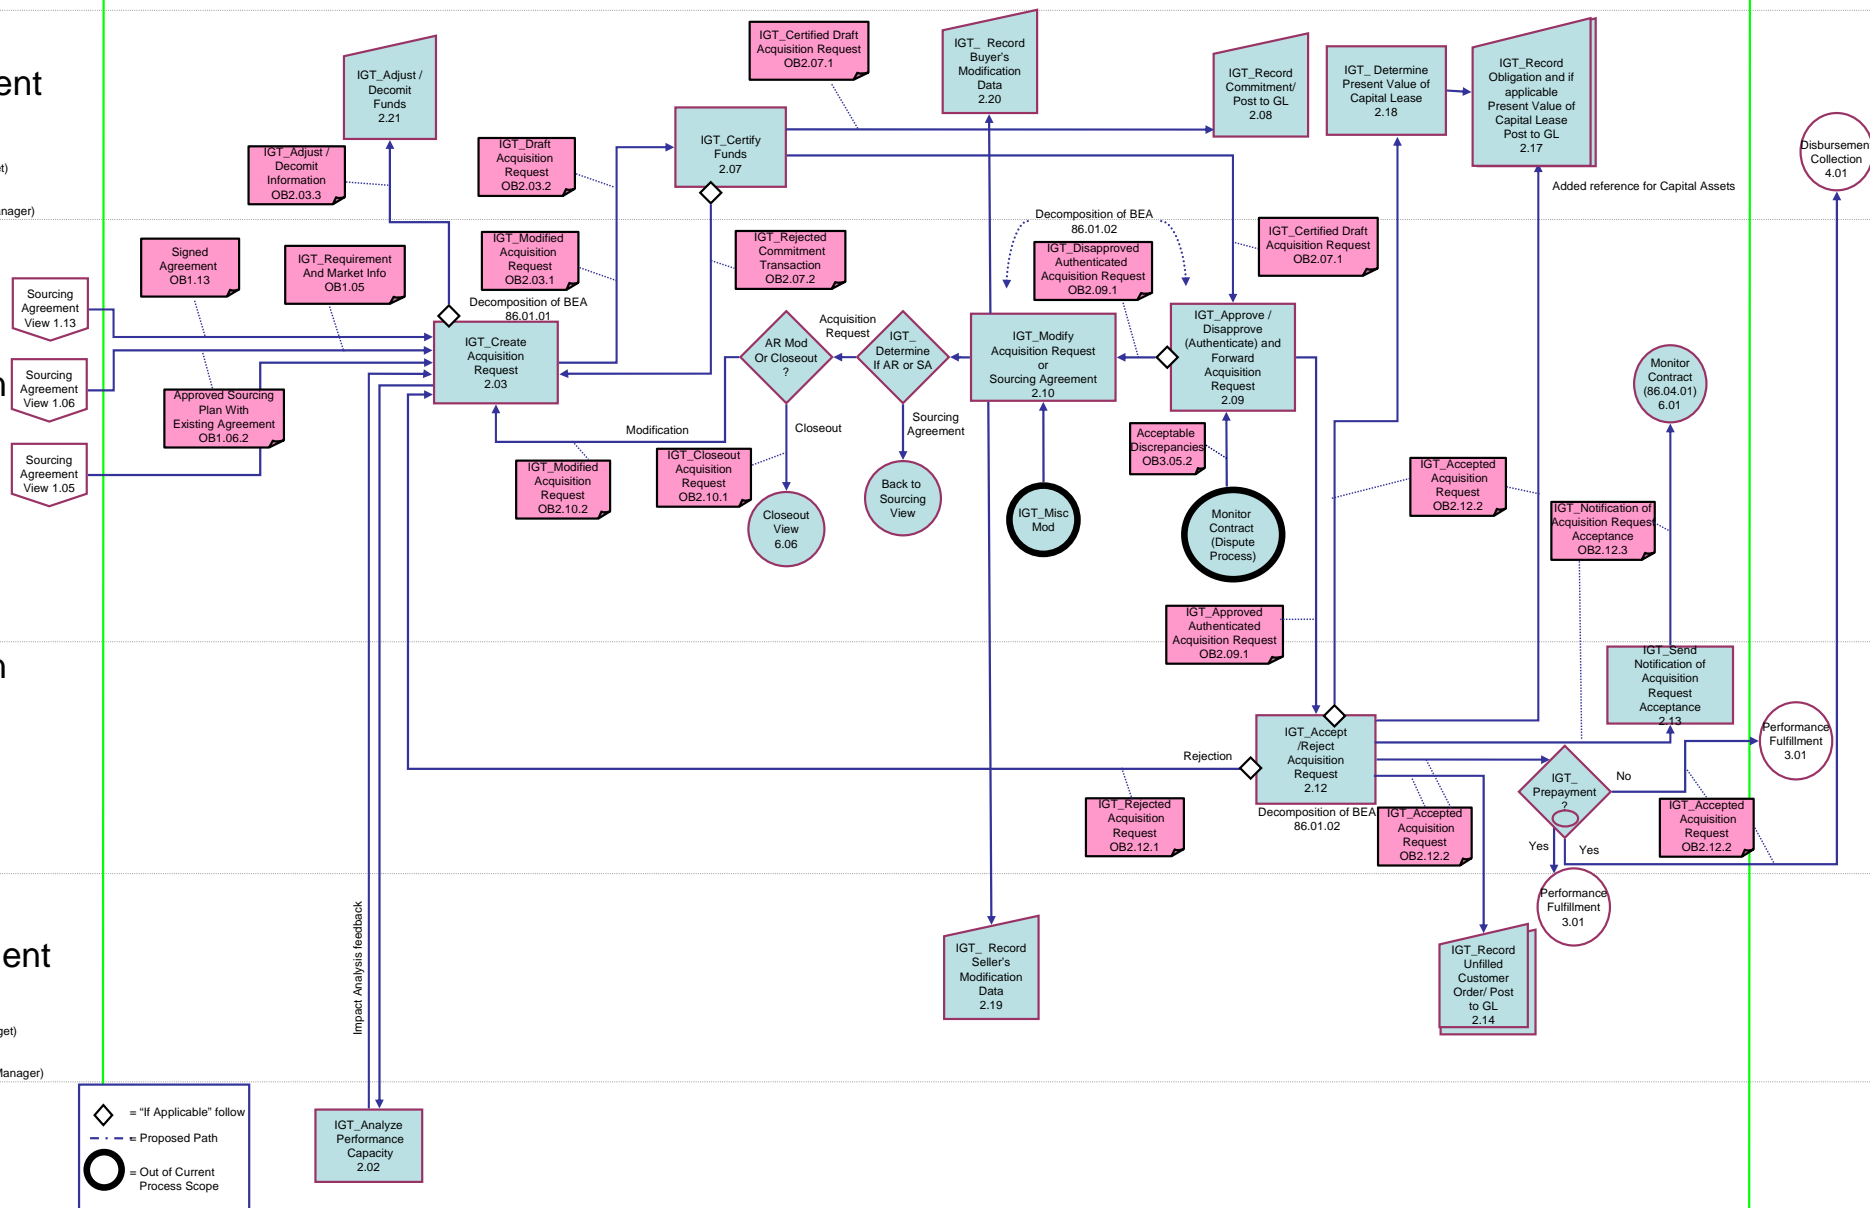 ent
et)
nager)
n
n
ent
get)
Manager)
IGT_Adjust /
Decomit
Funds
2.21
IGT_Adjust /
Decomit
Information
OB2.03.3
IGT_Draft
Acquisition
Request
OB2.03.2
IGT_Certify
Funds
2.07
IGT_Certified Draft
Acquisition Request
OB2.07.1
IGT_ Record
Buyer's
Modification
Data
2.20
IGT_Record
Commitment/
Post to GL
2.08
IGT_ Determine
Present Value of
Capital Lease
2.18
IGT_Record
Obligation and if
applicable
Present Value of
Capital Lease
Post to GL
2.17
Disbursement
Collection
4.01
Added reference for Capital Assets
Signed
Agreement
OB1.13
IGT_Requirement
And Market Info
OB1.05
IGT_Modified
Acquisition
Request
OB2.03.1
IGT_Rejected
Commitment
Transaction
OB2.07.2
Decomposition of BEA
86.01.02
IGT_Disapproved
Authenticated
Acquisition Request
OB2.09.1
IGT_Certified Draft
Acquisition Request
OB2.07.1
Sourcing
Agreement
View 1.13
Sourcing
Agreement
View 1.06
Sourcing
Agreement
View 1.05
Approved Sourcing
Plan With
Existing Agreement
OB1.06.2
Decomposition of BEA
86.01.01
IGT_Create
Acquisition
Request
2.03
AR Mod
Or Closeout
?
Acquisition
Request
IGT_
Determine
If AR or SA
IGT_Modify
Acquisition Request
or
Sourcing Agreement
2.10
IGT_Approve /
Disapprove
(Authenticate) and
Forward
Acquisition
Request
2.09
Monitor
Contract
(86.04.01)
6.01
Modification
Closeout
Sourcing
Agreement
IGT_Modified
Acquisition
Request
OB2.10.2
IGT_Closeout
Acquisition
Request
OB2.10.1
Closeout
View
6.06
Back to
Sourcing
View
IGT_Misc
Mod
Acceptable
Discrepancies
OB3.05.2
Monitor
Contract
(Dispute
Process)
IGT_Accepted
Acquisition
Request
OB2.12.2
IGT_Notification of
Acquisition Request
Acceptance
OB2.12.3
IGT_Approved
Authenticated
Acquisition Request
OB2.09.1
IGT_Send
Notification of
Acquisition
Request
Acceptance
2.13
Rejection
IGT_Accept
/Reject
Acquisition
Request
2.12
Decomposition of BEA
86.01.02
IGT_Rejected
Acquisition
Request
OB2.12.1
IGT_Accepted
Acquisition
Request
OB2.12.2
IGT_
Prepayment
?
No
Yes
Yes
Performance
Fulfillment
3.01
IGT_Accepted
Acquisition
Request
OB2.12.2
Performance
Fulfillment
3.01
Impact Analysis feedback
IGT_ Record
Seller's
Modification
Data
2.19
IGT_Record
Unfilled
Customer
Order/ Post
to GL
2.14
IGT_Analyze
Performance
Capacity
2.02
= "If Applicable" follow
= Proposed Path
= Out of Current
Process Scope